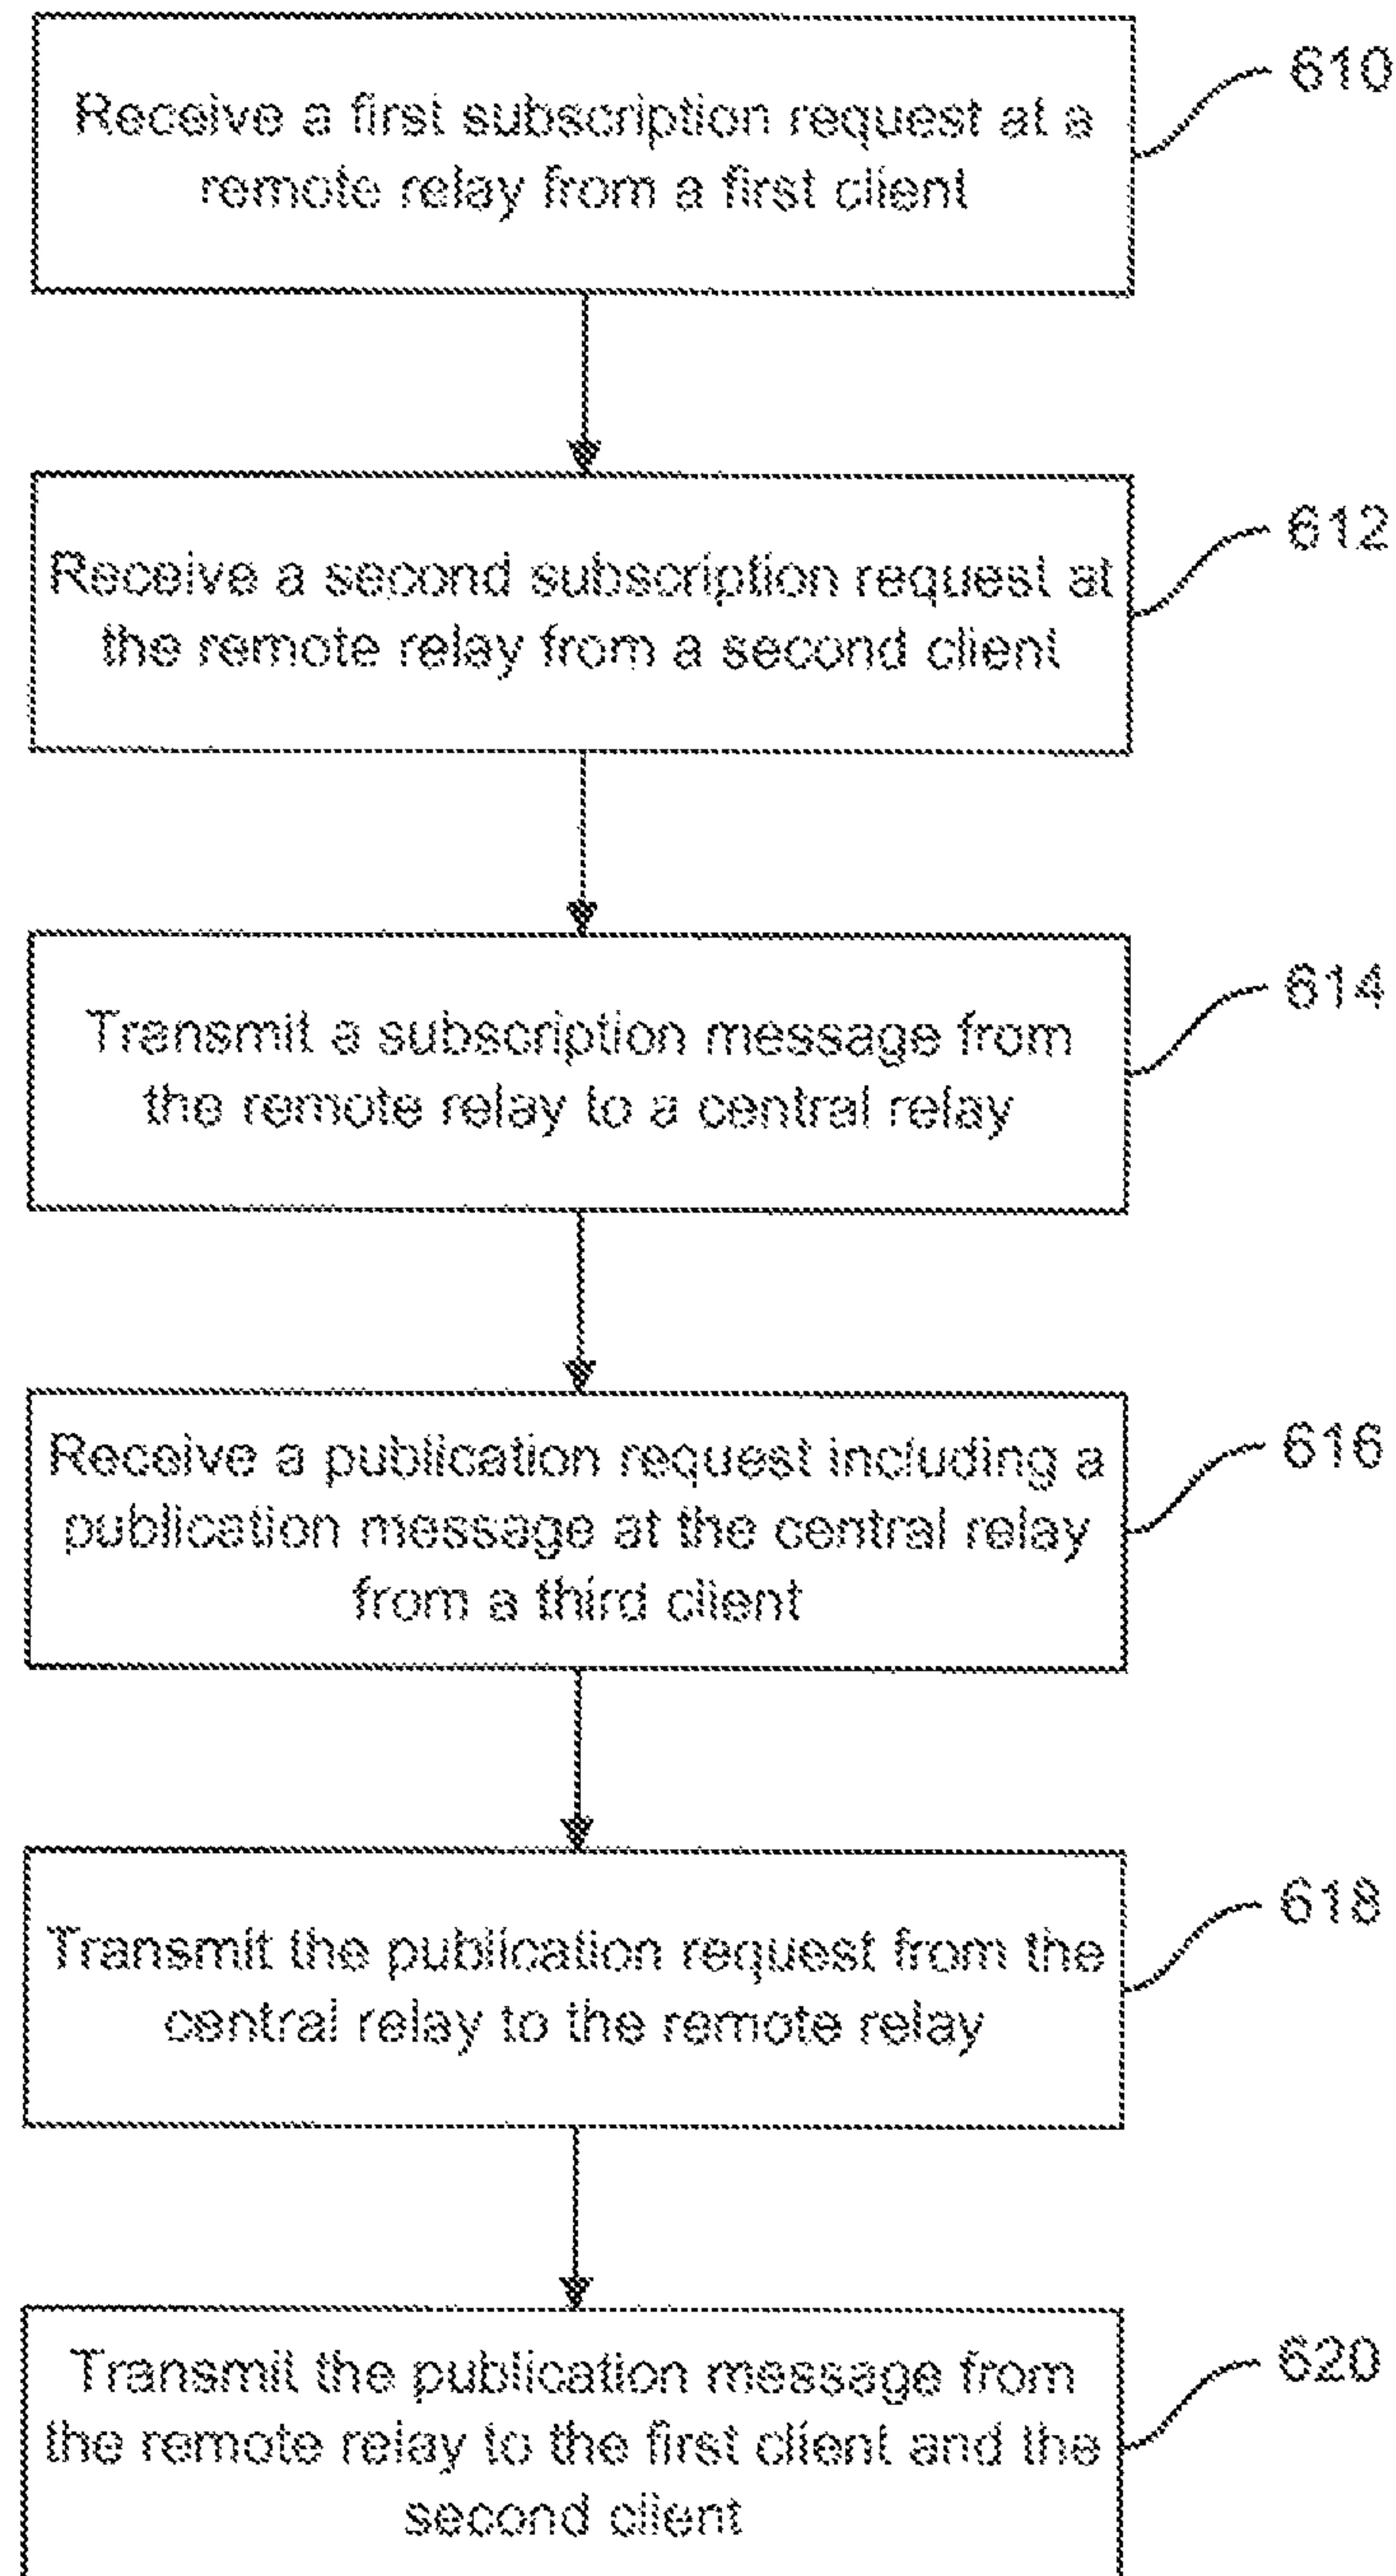 Receive a first subscription request at a
remote relay from a first client
610
Receive a second subscription request at
the remote relay from a second client
612
Transmit a subscription message from
the remote relay to a central relay
614
Receive a publication request including a
publication message at the central relay
from a third client
616
Transmit the publication request from the
central relay to the remote relay
618
Transmit the publication message from
the remote relay to the first client and the
second client
620